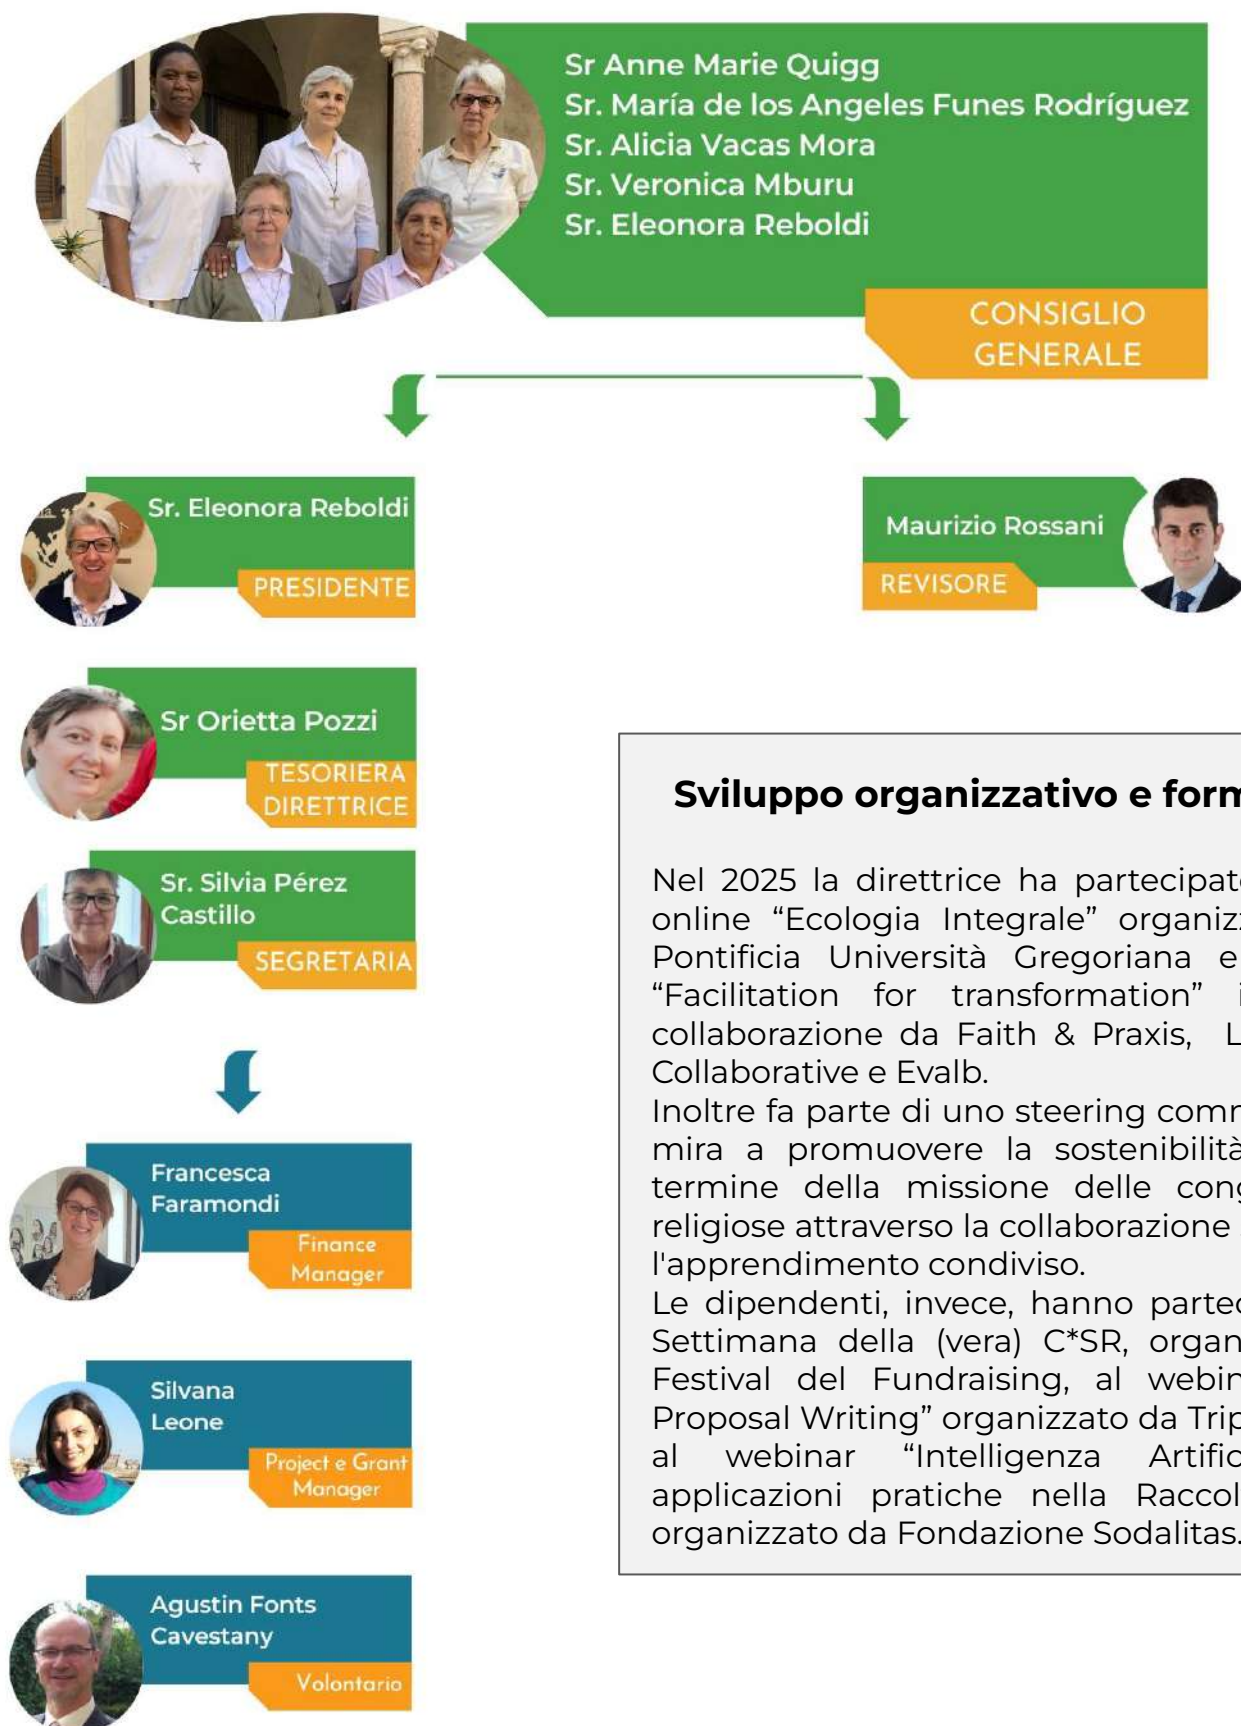 Sr Anne Marie Quigg
Sr. María de los Angeles Funes Rodríguez
Sr. Alicia Vacas Mora
Sr. Veronica Mburu
Sr. Eleonora Reboldi
CONSIGLIO
GENERALE
Sr. Eleonora Reboldi
PRESIDENTE
Maurizio Rossani
REVISORE
Sr Orietta Pozzi
TESORIERA
DIRETTRICE
Sr. Silvia Pérez
Castillo
SEGRETARIA
Francesca
Faramondi
Finance
Manager
Silvana
Leone
Project e Grant
Manager
Agustin Fonts
Cavestany
Volontario
Sviluppo organizzativo e form
Nel 2025 la direttrice ha partecipato
online “Ecologia Integrale” organizz
Pontificia Università Gregoriana e
“Facilitation for transformation” i
collaborazione da Faith & Praxis, L
Collaborative e Evalb.
Inoltre fa parte di uno steering comm
mira a promuovere la sostenibilità
termine della missione delle cong
religiose attraverso la collaborazione
l'apprendimento condiviso.
Le dipendenti, invece, hanno partec
Settimana della (vera) C*SR, organ
Festival del Fundraising, al webin
Proposal Writing” organizzato da Trip
al webinar “Intelligenza Artific
applicazioni pratiche nella Raccol
organizzato da Fondazione Sodalitas.